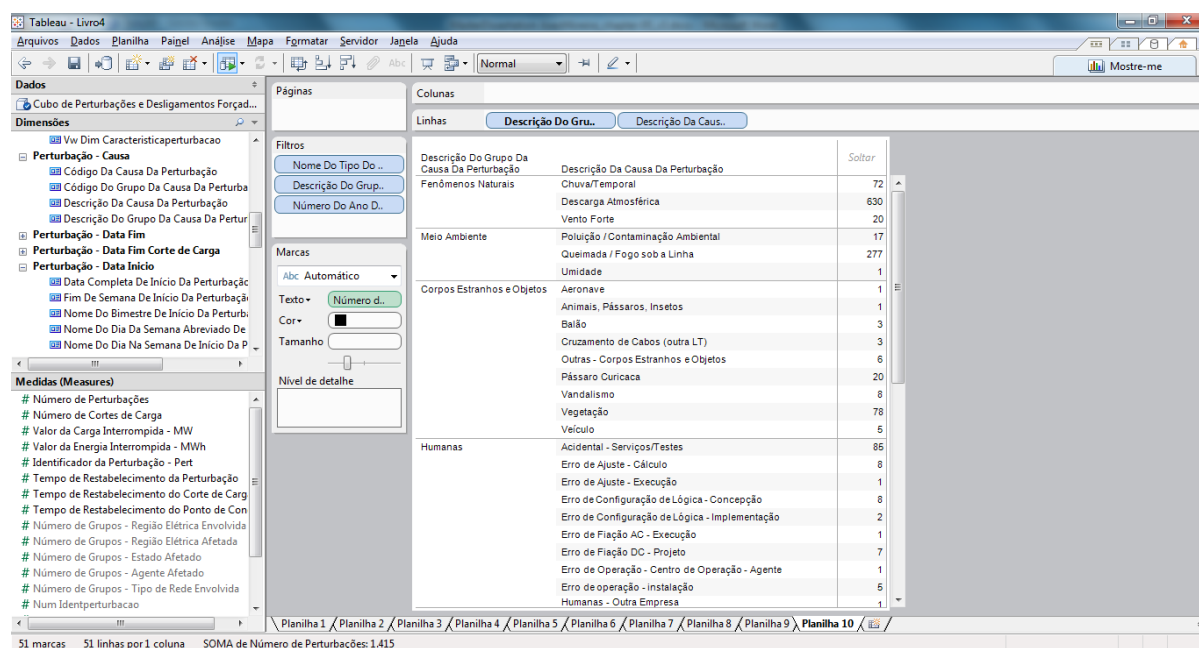 Tableau - Livro4
Arquivos Dados Planilha Painel Análise Mapa Formatar Servidor Janela Ajuda
Abc Normal Mostre-me
Dados
Cubo de Perturbações e Desligamentos Forçad...
Dimensões
Vw Dim Caracteristicaperturbacao
Perturbação - Causa
Código Da Causa Da Perturbação
Código Do Grupo Da Causa Da Perturba
Descrição Da Causa Da Perturbação
Descrição Do Grupo Da Causa Da Pertur
Perturbação - Data Fim
Perturbação - Data Fim Corte de Carga
Perturbação - Data Inicio
Data Completa De Início Da Perturbação
Fim De Semana De Início Da Perturbaçã
Nome Do Bimestre De Início Da Perturb
Nome Do Dia Da Semana Abreviado De
Nome Do Dia Na Semana De Início Da P
Medidas (Measures)
# Número de Perturbações
# Número de Cortes de Carga
# Valor da Carga Interrompida - MW
# Valor da Energia Interrompida - MWh
# Identificador da Perturbação - Pert
# Tempo de Restabelecimento da Perturbação
# Tempo de Restabelecimento do Corte de Carg
# Tempo de Restabelecimento do Ponto de Con
# Número de Grupos - Região Elétrica Envolvida
# Número de Grupos - Região Elétrica Afetada
# Número de Grupos - Estado Afetado
# Número de Grupos - Agente Afetado
# Número de Grupos - Tipo de Rede Envolvida
# Num Identperturbacao
Páginas
Filtros
Nome Do Tipo Do ..
Descrição Do Grup..
Número Do Ano D..
Marcas
Abc Automático
Texto Número d..
Cor
Tamanho
Nível de detalhe
Colunas
Linhas Descrição Do Gru.. Descrição Da Caus..
Descrição Do Grupo Da
Causa Da Perturbação Descrição Da Causa Da Perturbação Soltar
Fenômenos Naturais Chuva/Temporal 72
Descarga Atmosférica 630
Vento Forte 20
Meio Ambiente Poluição / Contaminação Ambiental 17
Queimada / Fogo sob a Linha 277
Umidade 1
Corpos Estranhos e Objetos Aeronave 1
Animais, Pássaros, Insetos 1
Balão 3
Cruzamento de Cabos (outra LT) 3
Outras - Corpos Estranhos e Objetos 6
Pássaro Curicaca 20
Vandalismo 8
Vegetação 78
Veículo 5
Humanas Acidental - Serviços/Testes 85
Erro de Ajuste - Cálculo 8
Erro de Ajuste - Execução 1
Erro de Configuração de Lógica - Concepção 8
Erro de Configuração de Lógica - Implementação 2
Erro de Fiação AC - Execução 1
Erro de Fiação DC - Projeto 7
Erro de Operação - Centro de Operação - Agente 1
Erro de operação - instalação 5
Humanas - Outra Empresa 1
Planilha 1 Planilha 2 Planilha 3 Planilha 4 Planilha 5 Planilha 6 Planilha 7 Planilha 8 Planilha 9 Planilha 10
51 marcas 51 linhas por 1 coluna SOMA de Número de Perturbações: 1.415